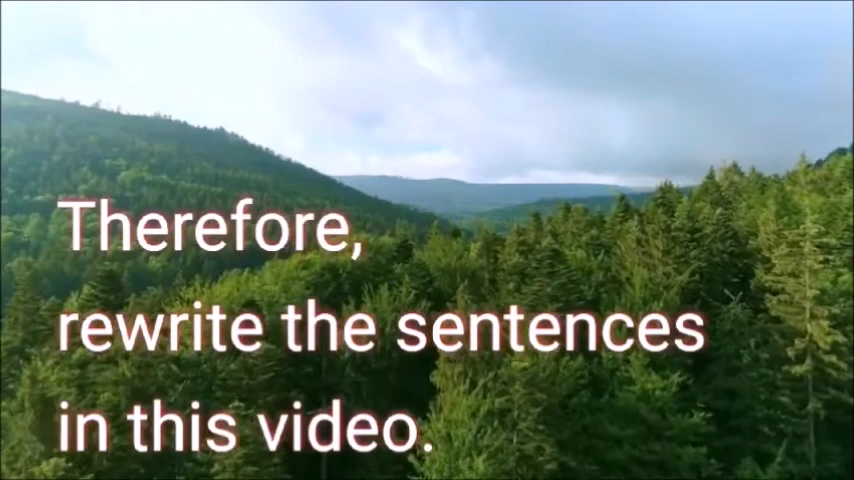 Therefore,
rewrite the sentences
in this video.